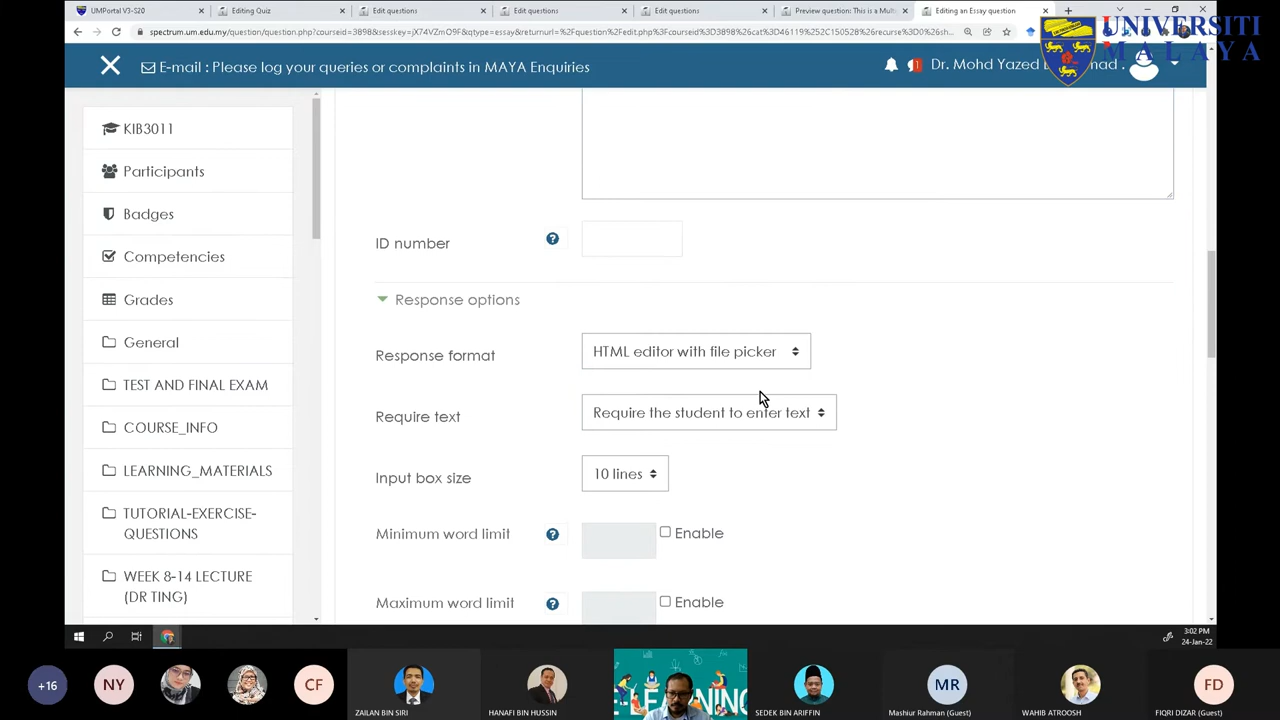 UMPortal V3-S20
Editing Quiz
Edit questions
Edit questions
Edit questions
Preview question: This is a Mult
Editing an Essay question
UNIVERSITI
MALAYA
E-mail : Please log your queries or complaints in MAYA Enquiries
Dr. Mohd Yazed B
KIB3011
Participants
Badges
Competencies
Grades
General
TEST AND FINAL EXAM
COURSE_INFO
LEARNING_MATERIALS
TUTORIAL-EXERCISE-
QUESTIONS
WEEK 8-14 LECTURE
(DR TING)
ID number
Response options
Response format
HTML editor with file picker
Require text
Require the student to enter text
Input box size
10 lines
Minimum word limit
Enable
Maximum word limit
Enable
3:02 PM
24-Jan-22
+16
NY
CF
E-LEARNING
MR
FD
ZAILAN BIN SIRI
HANAFI BIN HUSSIN
SEDEK BIN ARIFFIN
Mashiur Rahman (Guest)
WAHIB ATROOSH
FIQRI DIZAR (Guest)